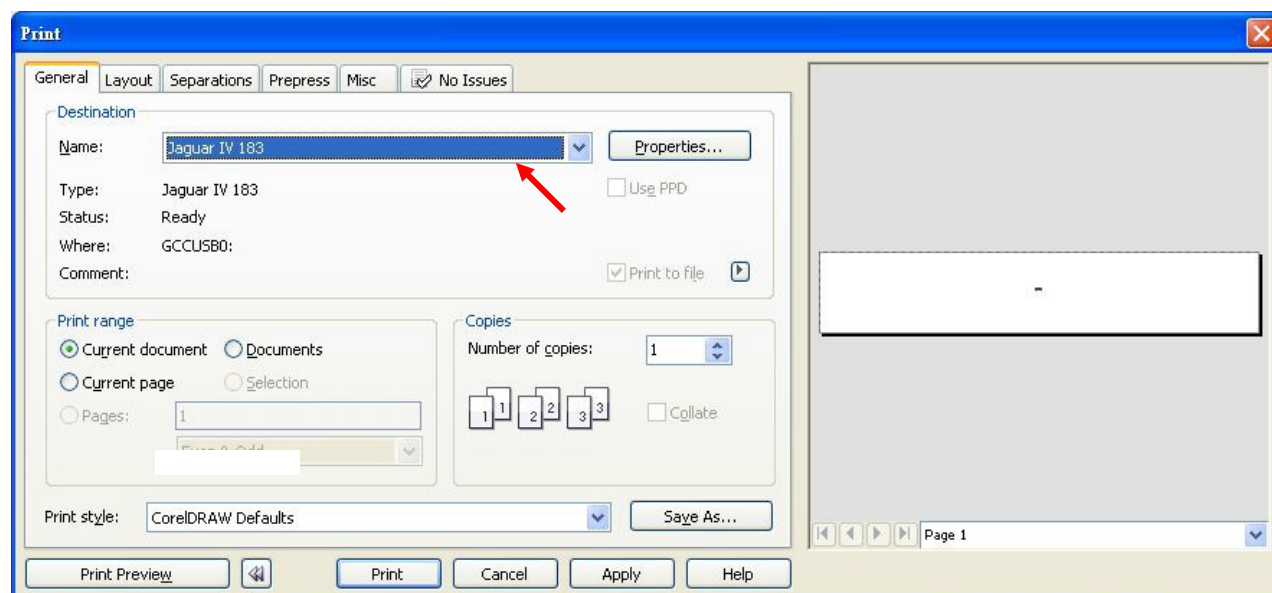 Print
General Layout Separations Prepress Misc No Issues
Destination
Name: Jaguar IV 183 Properties...
Type: Jaguar IV 183 Use PPD
Status: Ready
Where: GCCUSB0:
Comment: Print to file
Print range Copies
Current document Documents Number of copies: 1
Current page Selection
1 1 2 2 3 3 Collate
Pages: 1
Print style: CorelDRAW Defaults Save As...
Page 1
Print Preview Print Cancel Apply Help